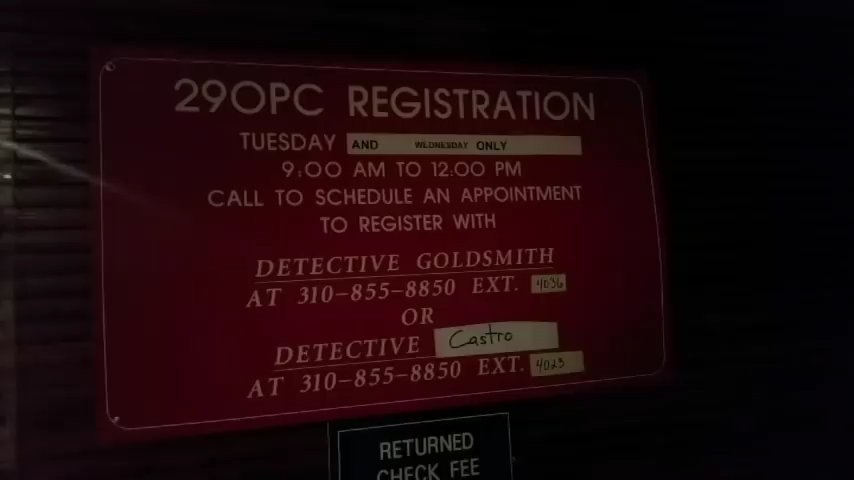 290PC REGISTRATION
TUESDAY AND WEDNESDAY ONLY
9:00 AM TO 12:00 PM
CALL TO SCHEDULE AN APPOINTMENT
TO REGISTER WITH
DETECTIVE GOLDSMITH
AT 310-855-8850 EXT. 4036
OR
DETECTIVE Castro
AT 310-855-8850 EXT. 4023
RETURNED
CHECK FEE